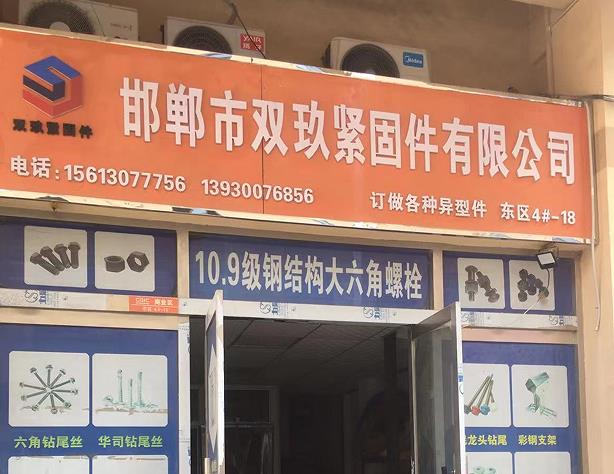 Midea
邯郸市双玖紧固件有限公司
双玖紧固件
电话：15613077756 13930076856
订做各种异型件 东区4#-18
10.9级钢结构大六角螺栓
六角钻尾丝
华司钻尾丝
龙头钻尾
彩钢支架